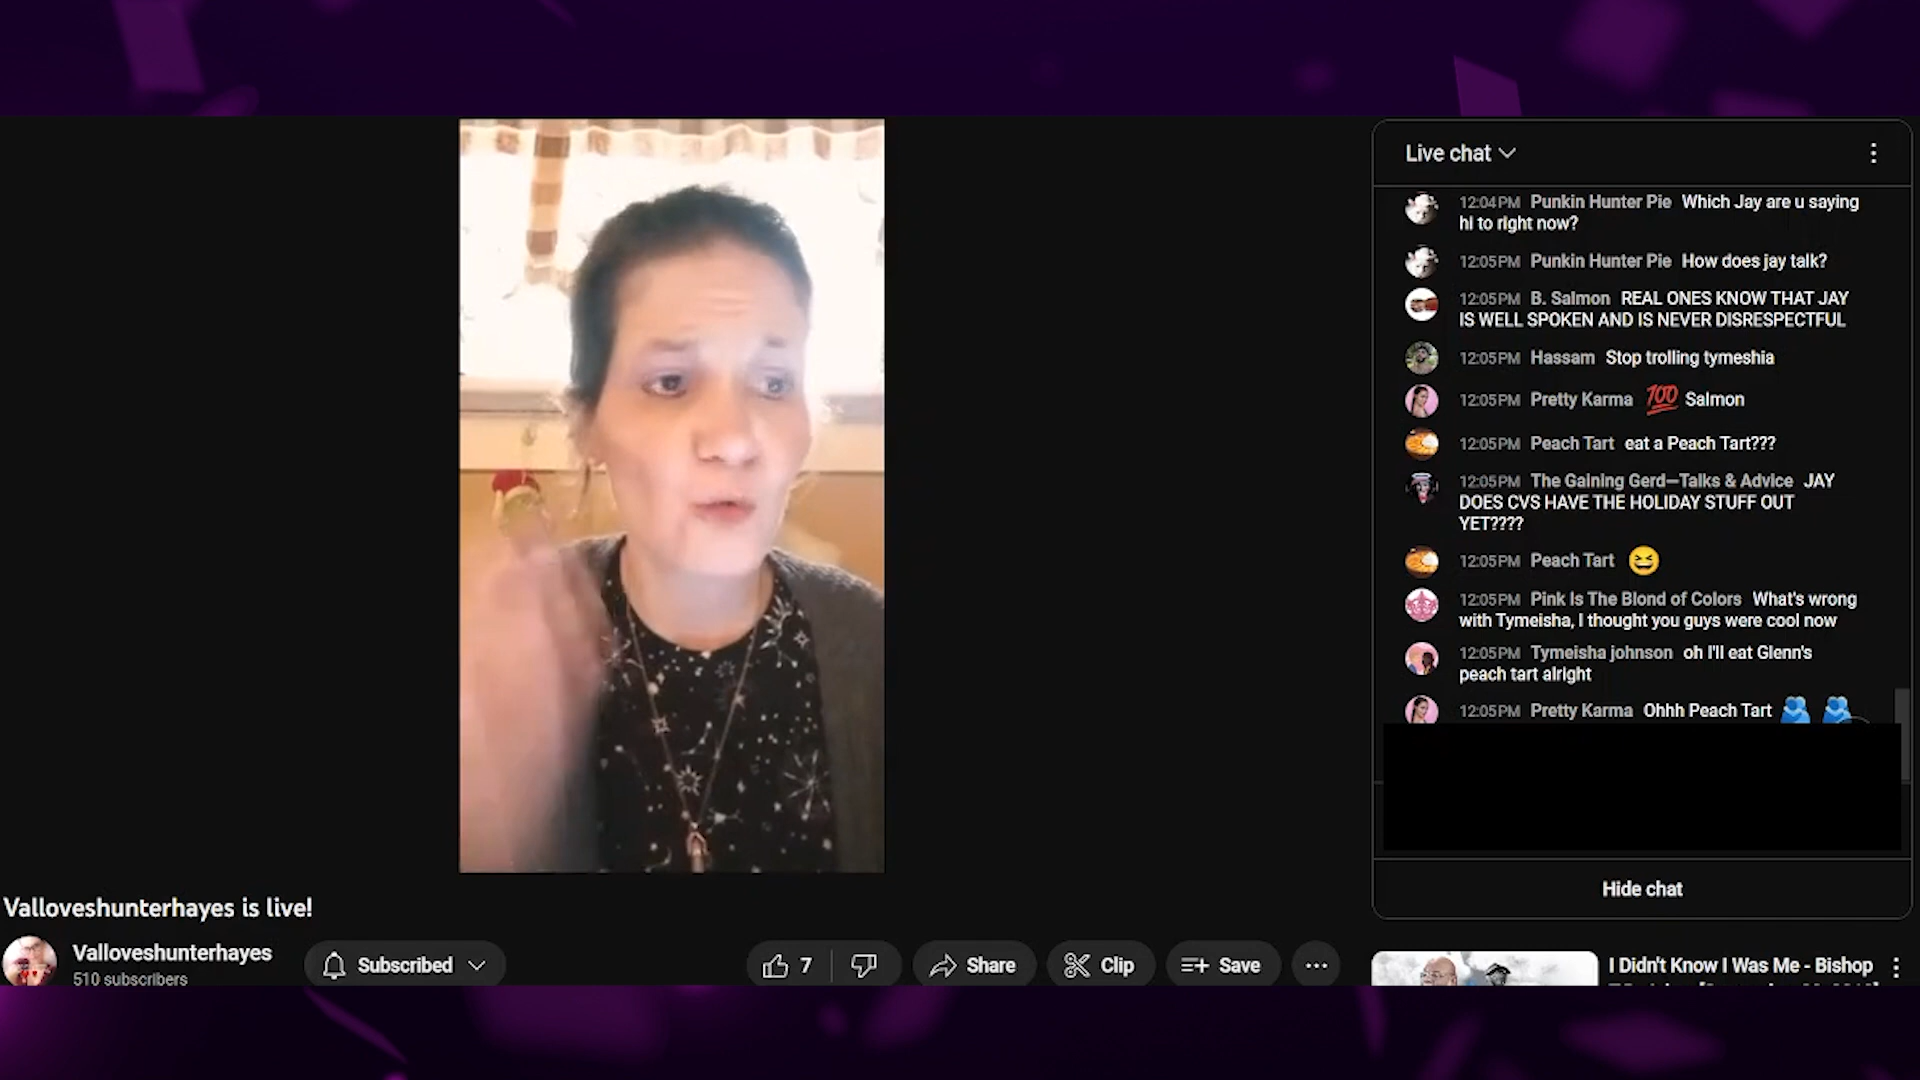 Live chat
12:04 PM Punkin Hunter Pie Which Jay are u saying
hi to right now?
12:05 PM Punkin Hunter Pie How does jay talk?
12:05 PM B. Salmon REAL ONES KNOW THAT JAY
IS WELL SPOKEN AND IS NEVER DISRESPECTFUL
12:05 PM Hassam Stop trolling tymeshia
12:05 PM Pretty Karma 💯 Salmon
12:05 PM Peach Tart eat a Peach Tart???
12:05 PM The Gaining Gerd—Talks & Advice JAY
DOES CVS HAVE THE HOLIDAY STUFF OUT
YET????
12:05 PM Peach Tart 😆
12:05 PM Pink Is The Blond of Colors What's wrong
with Tymeisha, I thought you guys were cool now
12:05 PM Tymeisha johnson oh I'll eat Glenn's
peach tart alright
12:05 PM Pretty Karma Ohhh Peach Tart 🫂 🫂
Hide chat
Valloveshunterhayes is live!
Valloveshunterhayes
510 subscribers
Subscribed
7
Share
Clip
Save
I Didn't Know I Was Me - Bishop